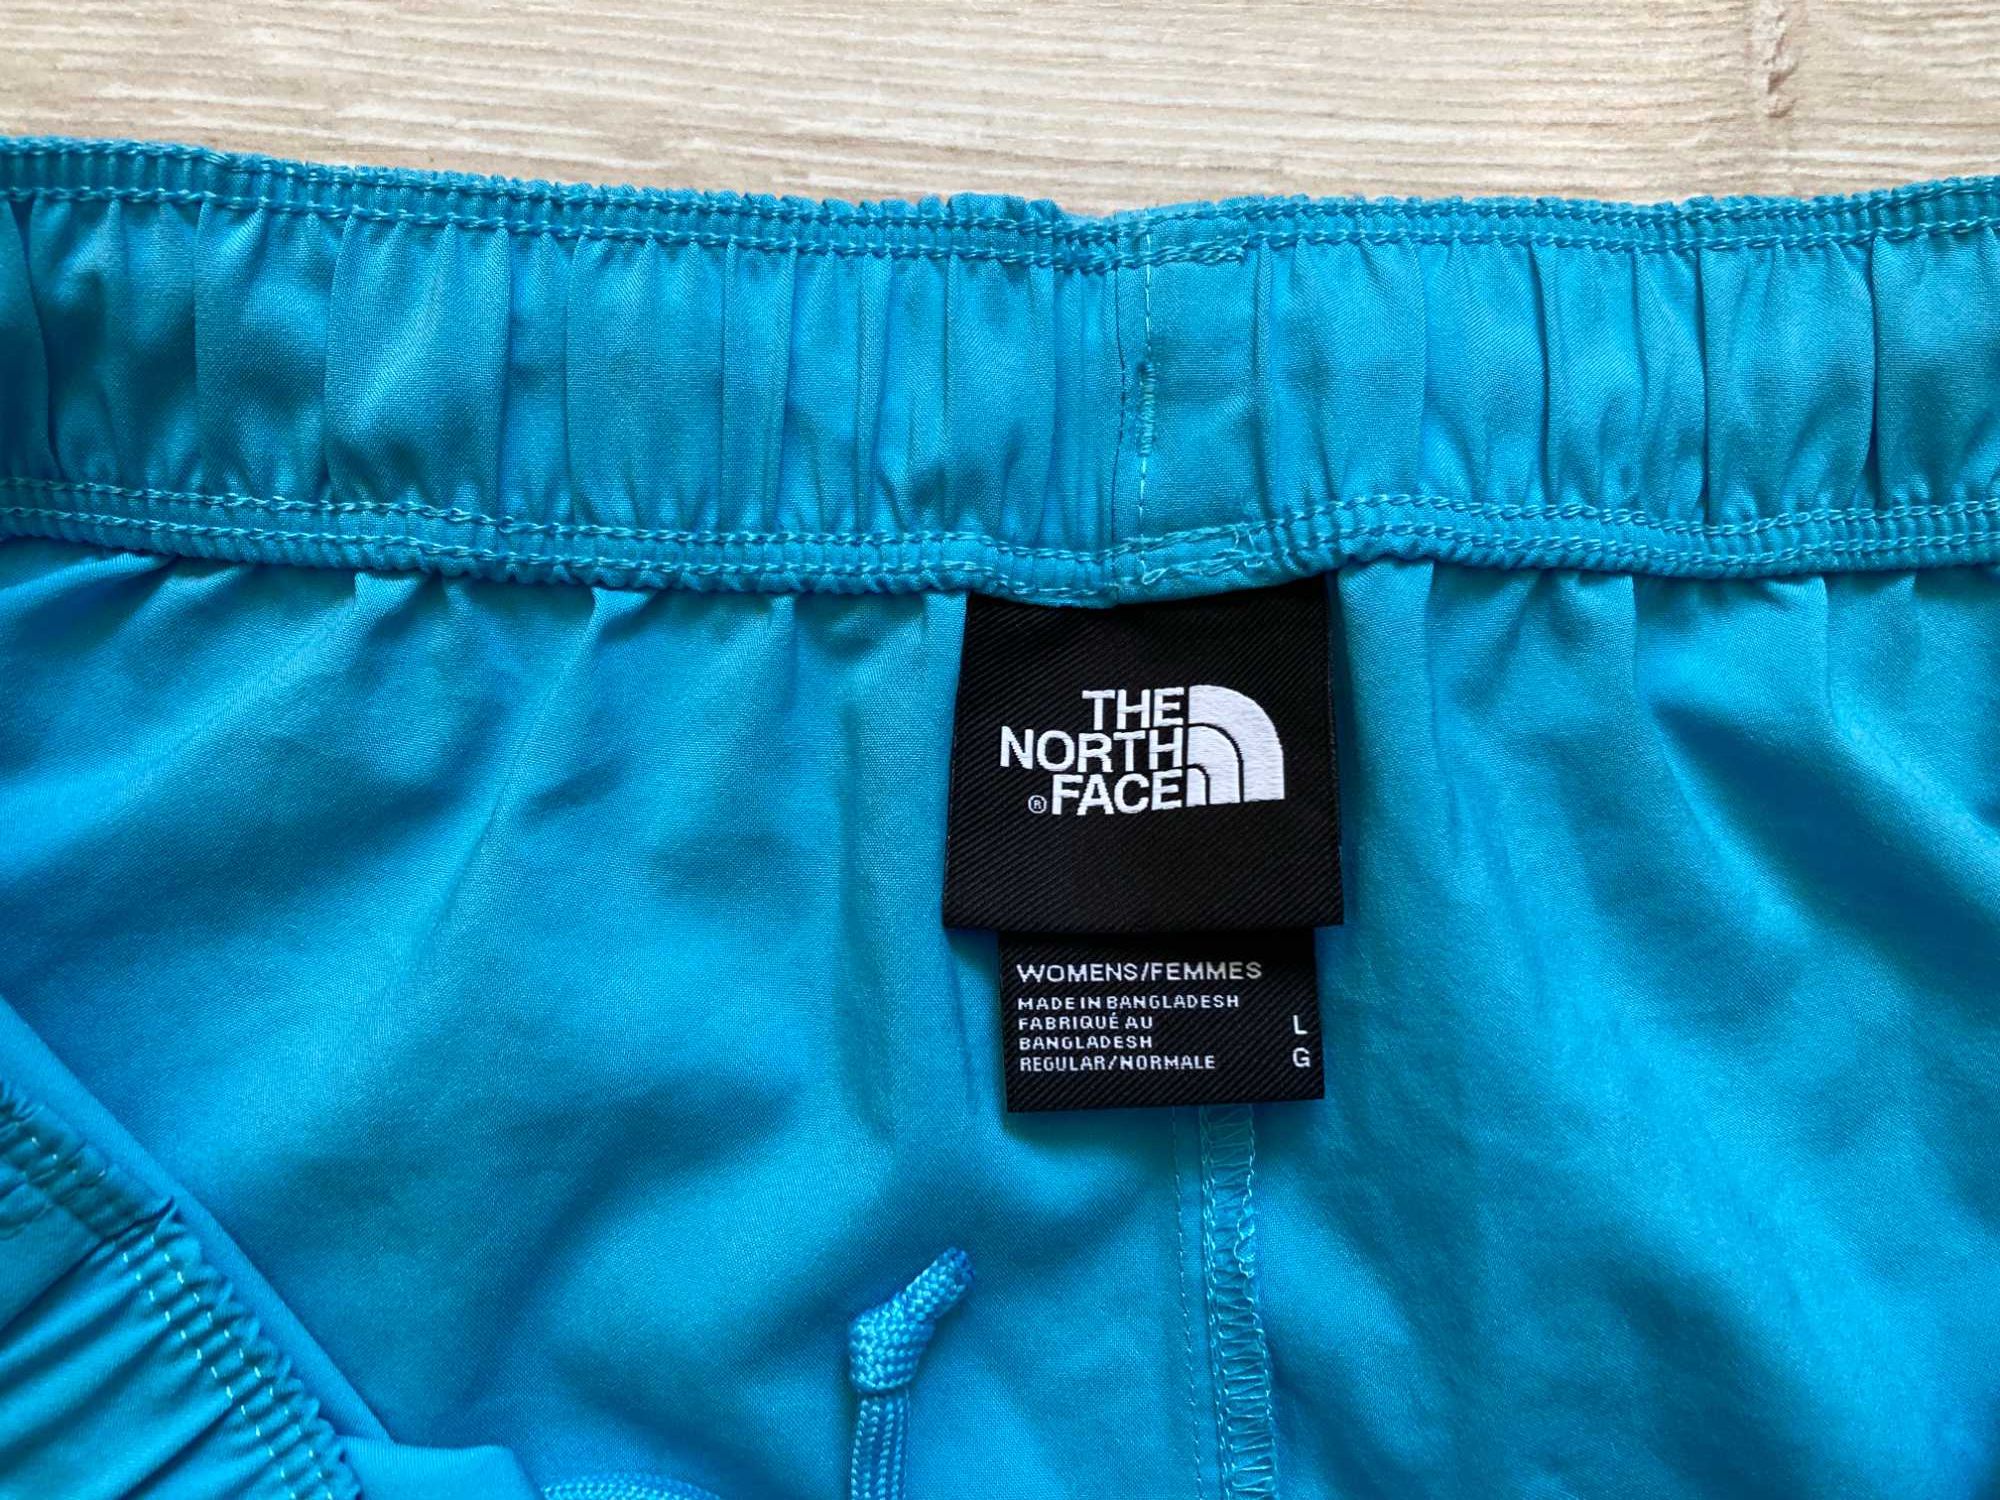 THE
NORTH
® FACE
WOMENS/FEMMES
MADE IN BANGLADESH
FABRIQUÉ AU L
BANGLADESH
REGULAR/NORMALE G